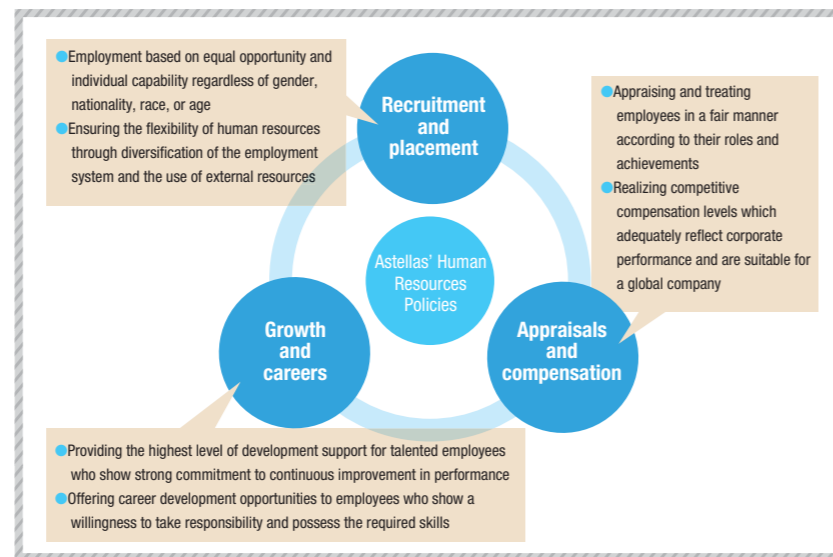 ●Employment based on equal opportunity and
individual capability regardless of gender,
nationality, race, or age
●Ensuring the flexibility of human resources
through diversification of the employment
system and the use of external resources
Recruitment
and
placement
●Appraising and treating
employees in a fair manner
according to their roles and
achievements
●Realizing competitive
compensation levels which
adequately reflect corporate
performance and are suitable for
a global company
Astellas' Human
Resources
Policies
Growth
and
careers
Appraisals
and
compensation
●Providing the highest level of development support for talented employees
who show strong commitment to continuous improvement in performance
●Offering career development opportunities to employees who show a
willingness to take responsibility and possess the required skills